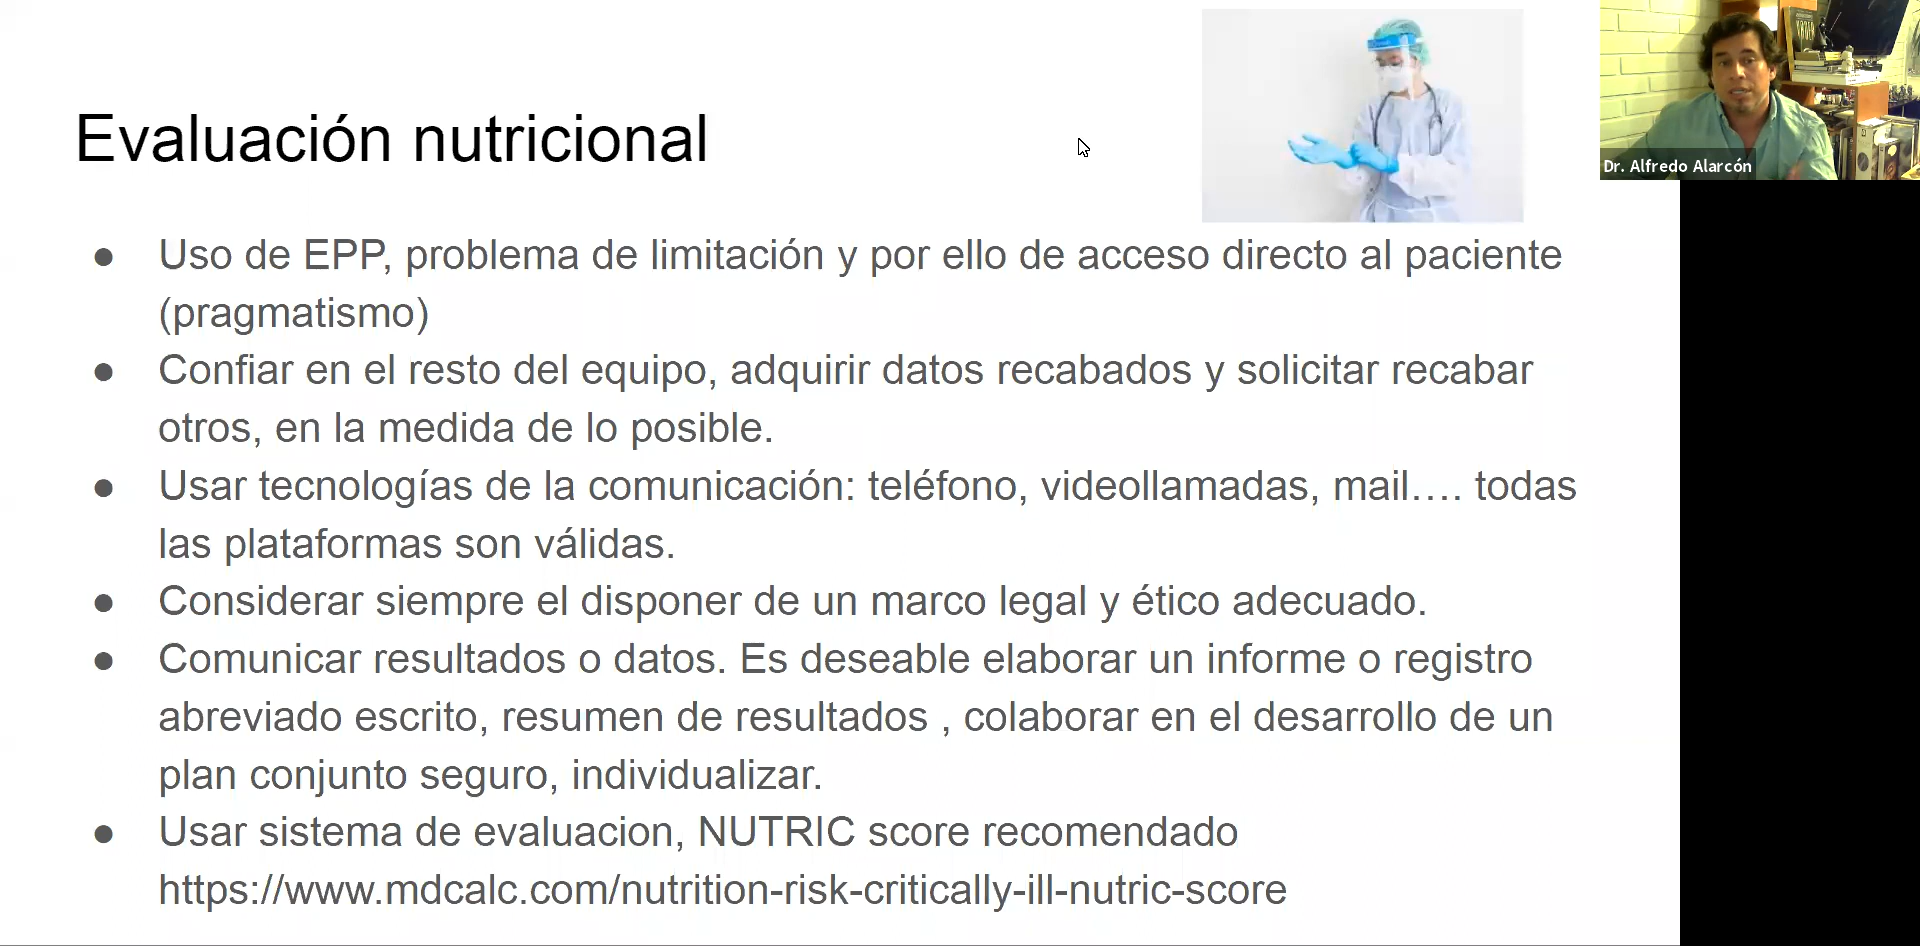 Evaluación nutricional
Dr. Alfredo Alarcón
● Uso de EPP, problema de limitación y por ello de acceso directo al paciente
(pragmatismo)
● Confiar en el resto del equipo, adquirir datos recabados y solicitar recabar
otros, en la medida de lo posible.
● Usar tecnologías de la comunicación: teléfono, videollamadas, mail…. todas
las plataformas son válidas.
● Considerar siempre el disponer de un marco legal y ético adecuado.
● Comunicar resultados o datos. Es deseable elaborar un informe o registro
abreviado escrito, resumen de resultados , colaborar en el desarrollo de un
plan conjunto seguro, individualizar.
● Usar sistema de evaluacion, NUTRIC score recomendado
https://www.mdcalc.com/nutrition-risk-critically-ill-nutric-score